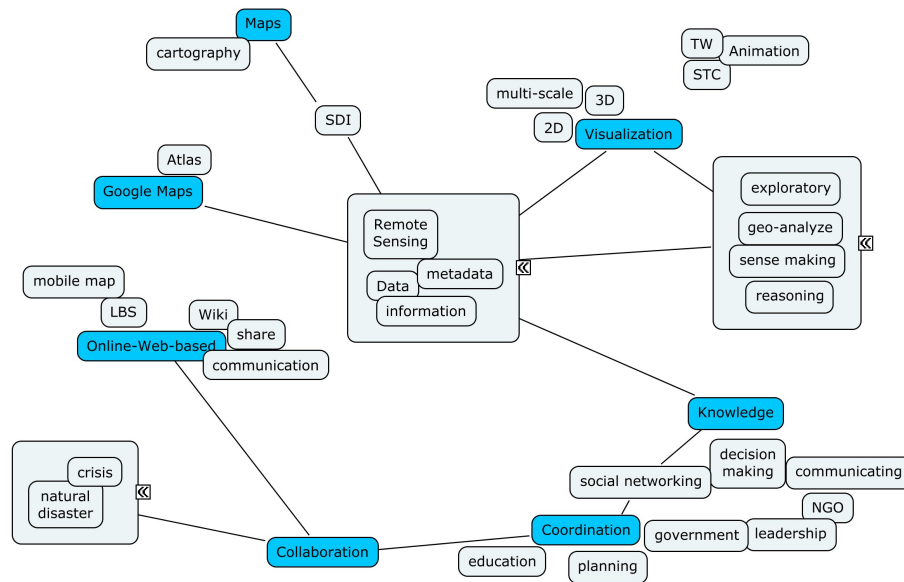 Maps
cartography
TW
Animation
STC
multi-scale
3D
SDI
2D
Visualization
Atlas
Google Maps
exploratory
Remote
Sensing
geo-analyze
sense making
metadata
Data
information
reasoning
mobile map
LBS
Wiki
share
Online-Web-based
communication
Knowledge
decision
making
communicating
social networking
crisis
natural
disaster
NGO
Coordination
government
leadership
Collaboration
education
planning